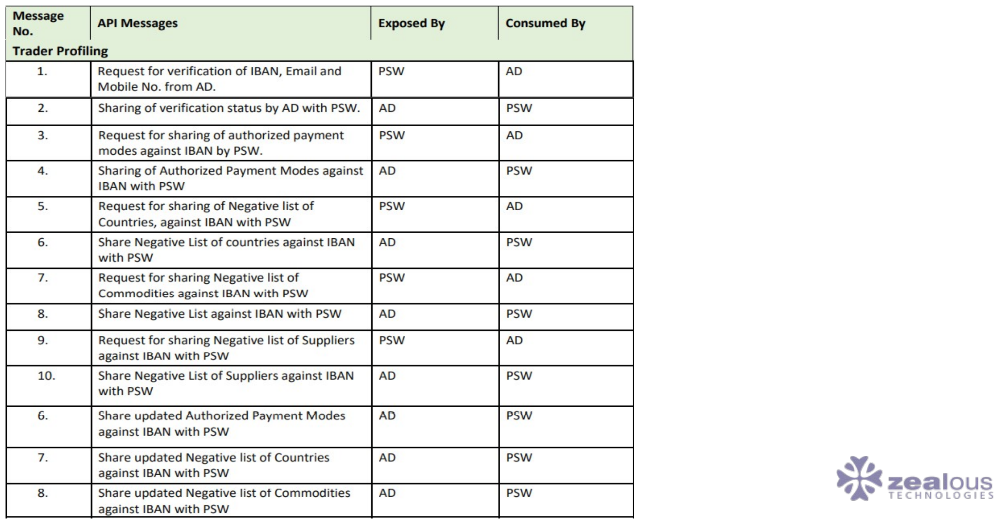 Message
No.
API Messages
Exposed By
Consumed By
Trader Profiling
1.
Request for verification of IBAN, Email and
Mobile No. from AD.
PSW
AD
2.
Sharing of verification status by AD with PSW.
AD
PSW
3.
Request for sharing of authorized payment
modes against IBAN by PSW.
PSW
AD
4.
Sharing of Authorized Payment Modes against
IBAN with PSW
AD
PSW
5.
Request for sharing of Negative list of
Countries, against IBAN with PSW
PSW
AD
6.
Share Negative List of countries against IBAN
with PSW
AD
PSW
7.
Request for sharing Negative list of
Commodities against IBAN with PSW
PSW
AD
8.
Share Negative List against IBAN with PSW
AD
PSW
9.
Request for sharing Negative list of Suppliers
against IBAN with PSW
PSW
AD
10.
Share Negative List of Suppliers against IBAN
with PSW
AD
PSW
6.
Share updated Authorized Payment Modes
against IBAN with PSW
AD
PSW
7.
Share updated Negative list of Countries
against IBAN with PSW
AD
PSW
8.
Share updated Negative list of Commodities
against IBAN with PSW
AD
PSW
zealous
TECHNOLOGIES